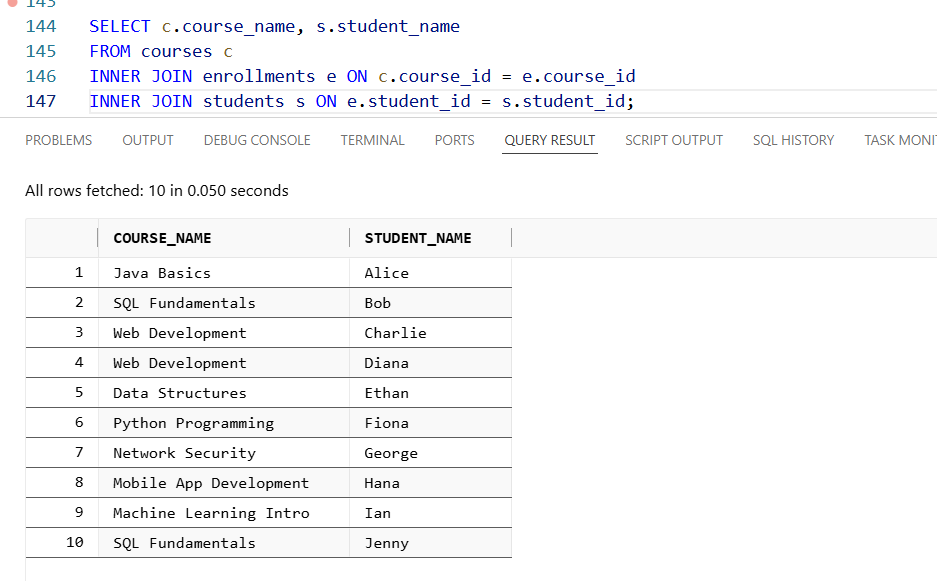 143
144 SELECT c.course_name, s.student_name
145 FROM courses c
146 INNER JOIN enrollments e ON c.course_id = e.course_id
147 INNER JOIN students s ON e.student_id = s.student_id;
PROBLEMS OUTPUT DEBUG CONSOLE TERMINAL PORTS QUERY RESULT SCRIPT OUTPUT SQL HISTORY TASK MONIT
All rows fetched: 10 in 0.050 seconds
COURSE_NAME STUDENT_NAME
1 Java Basics Alice
2 SQL Fundamentals Bob
3 Web Development Charlie
4 Web Development Diana
5 Data Structures Ethan
6 Python Programming Fiona
7 Network Security George
8 Mobile App Development Hana
9 Machine Learning Intro Ian
10 SQL Fundamentals Jenny